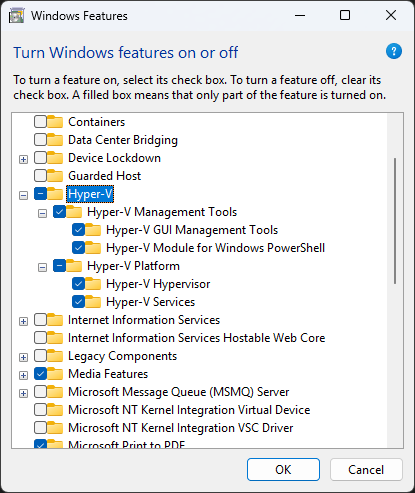 Windows Features
Turn Windows features on or off
?
To turn a feature on, select its check box. To turn a feature off, clear its
check box. A filled box means that only part of the feature is turned on.
Containers
Data Center Bridging
Device Lockdown
Guarded Host
Hyper-V
Hyper-V Management Tools
Hyper-V GUI Management Tools
Hyper-V Module for Windows PowerShell
Hyper-V Platform
Hyper-V Hypervisor
Hyper-V Services
Internet Information Services
Internet Information Services Hostable Web Core
Legacy Components
Media Features
Microsoft Message Queue (MSMQ) Server
Microsoft NT Kernel Integration Virtual Device
Microsoft NT Kernel Integration VSC Driver
Microsoft Print to PDF
OK
Cancel